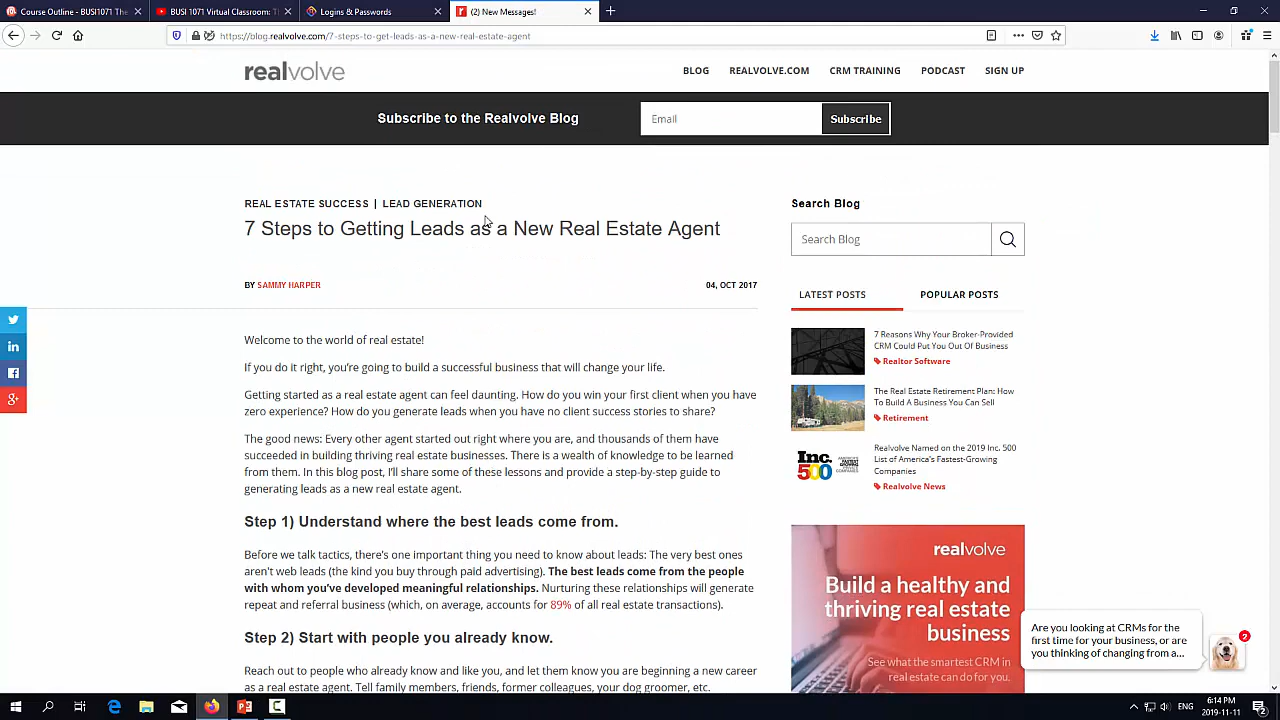 Course Outline - BUSI1071 The
BUSI 1071 Virtual Classroom: T
Logins & Passwords
(2) New Messages!
https://blog.realvolve.com/7-steps-to-get-leads-as-a-new-real-estate-agent
realvolve
BLOG
REALVOLVE.COM
CRM TRAINING
PODCAST
SIGN UP
Subscribe to the Realvolve Blog
Email
Subscribe
REAL ESTATE SUCCESS | LEAD GENERATION
7 Steps to Getting Leads as a New Real Estate Agent
BY SAMMY HARPER
04, OCT 2017
Welcome to the world of real estate!
If you do it right, you're going to build a successful business that will change your life.
Getting started as a real estate agent can feel daunting. How do you win your first client when you have
zero experience? How do you generate leads when you have no client success stories to share?
The good news: Every other agent started out right where you are, and thousands of them have
succeeded in building thriving real estate businesses. There is a wealth of knowledge to be learned
from them. In this blog post, I'll share some of these lessons and provide a step-by-step guide to
generating leads as a new real estate agent.
Step 1) Understand where the best leads come from.
Before we talk tactics, there's one important thing you need to know about leads: The very best ones
aren't web leads (the kind you buy through paid advertising). The best leads come from the people
with whom you've developed meaningful relationships. Nurturing these relationships will generate
repeat and referral business (which, on average, accounts for 89% of all real estate transactions).
Step 2) Start with people you already know.
Reach out to people who already know and like you, and let them know you are beginning a new career
as a real estate agent. Tell family members, friends, former colleagues, your dog groomer, etc.
Search Blog
Search Blog
LATEST POSTS
POPULAR POSTS
7 Reasons Why Your Broker-Provided
CRM Could Put You Out Of Business
Realtor Software
The Real Estate Retirement Plan: How
To Build A Business You Can Sell
Retirement
Inc.
500
Realvolve Named on the 2019 Inc. 500
List of America's Fastest-Growing
Companies
Realvolve News
realvolve
Build a healthy and
thriving real estate
business
See what the smartest CRM in
real estate can do for you.
Are you looking at CRMs for the
first time for your business, or are
you thinking of changing from a...
2
ENG
6:14 PM
2019-11-11
2